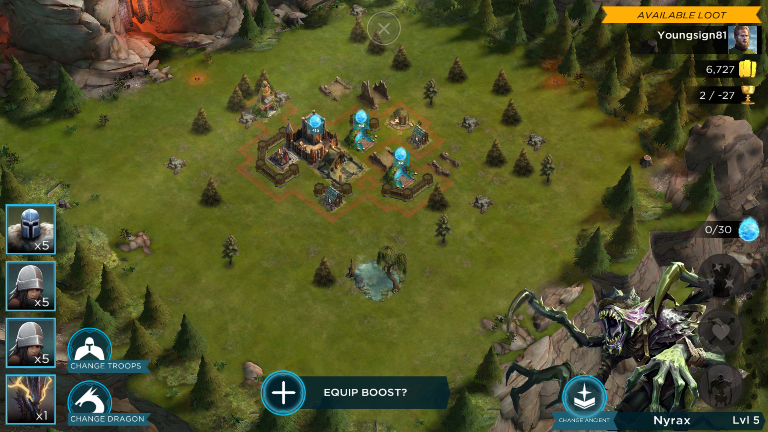 AVAILABLE LOOT
Youngsign81
6,727
2 / -27
0/30
x5
x5
x5
x1
CHANGE TROOPS
CHANGE DRAGON
EQUIP BOOST?
CHANGE ANCIENT
Nyrax
Lvl 5